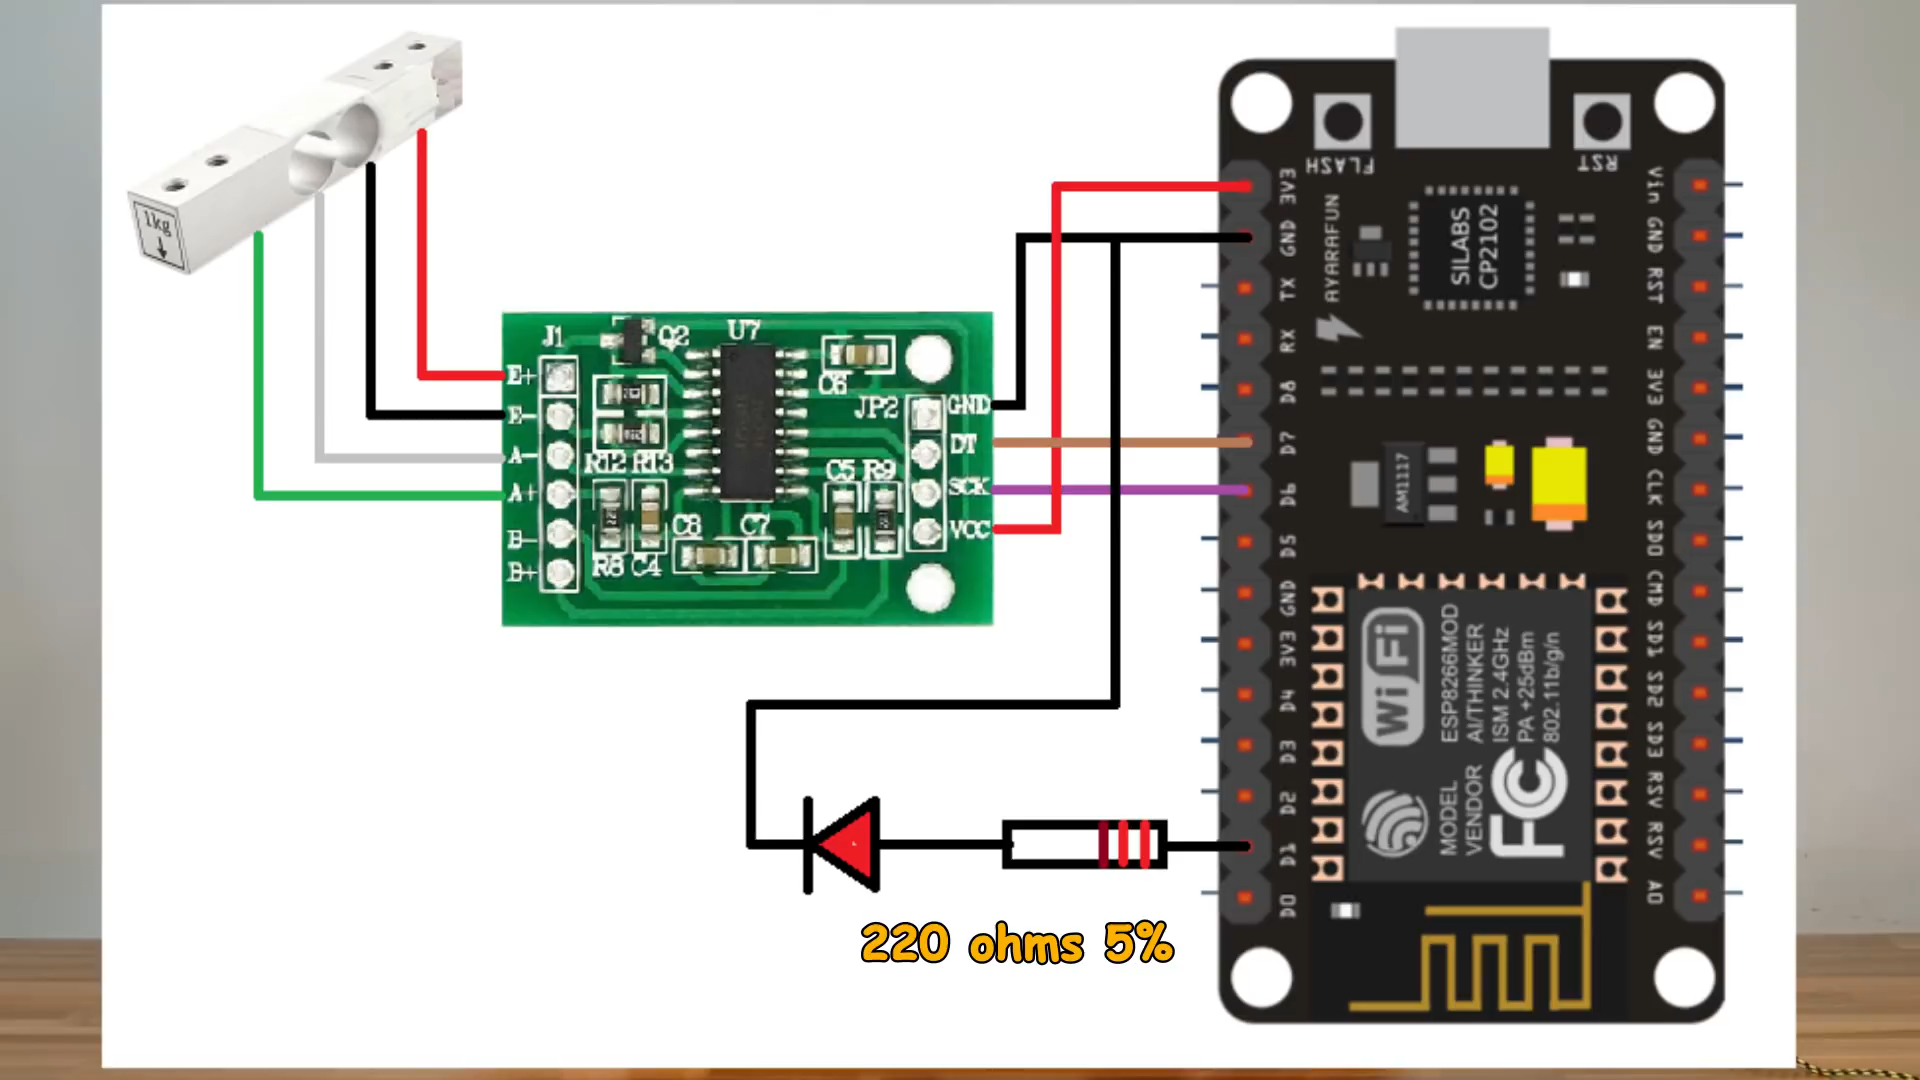 1kg
J1
Q2
U7
C6
E+
E-
A-
A+
B-
B+
R12 R13
R8 C4
C8
C7
C5 R9
JP2
GND
DT
SCK
VCC
220 ohms 5%
FLASH
RST
AYARAFUN
SILABS
CP2102
AM1117
3V3
GND
TX
RX
D8
D7
D6
D5
GND
3V3
D4
D3
D2
D1
D0
Vin
GND
RST
EN
3V3
GND
CLK
SD0
CMD
SD1
SD2
SD3
RSV
RSV
A0
WiFi
MODEL ESP8266MOD
VENDOR AI/THINKER
ISM 2.4GHz
PA +25dBm
802.11b/g/n
FC